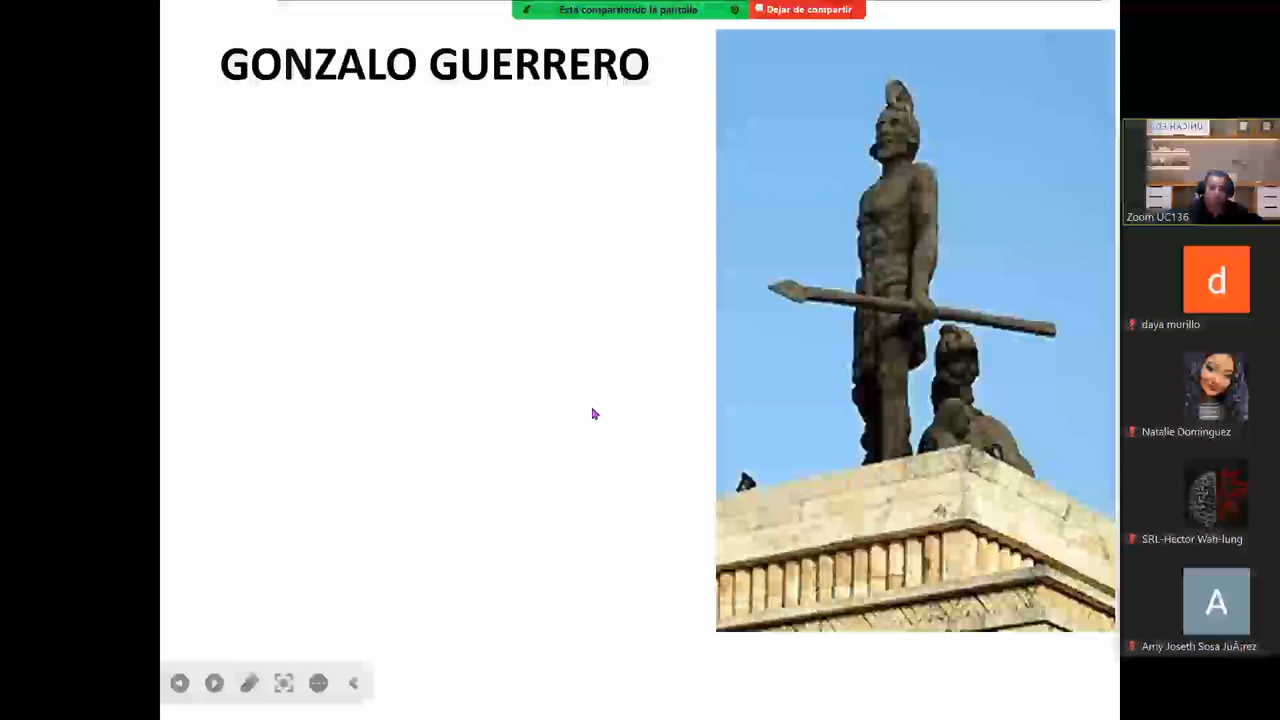 Está compartiendo la pantalla
Dejar de compartir
GONZALO GUERRERO
Zoom UC136
d
daya murillo
Natalie Dominguez
SRL-Hector Wah-lung
A
Amy Joseth Sosa JuÃ¡rez